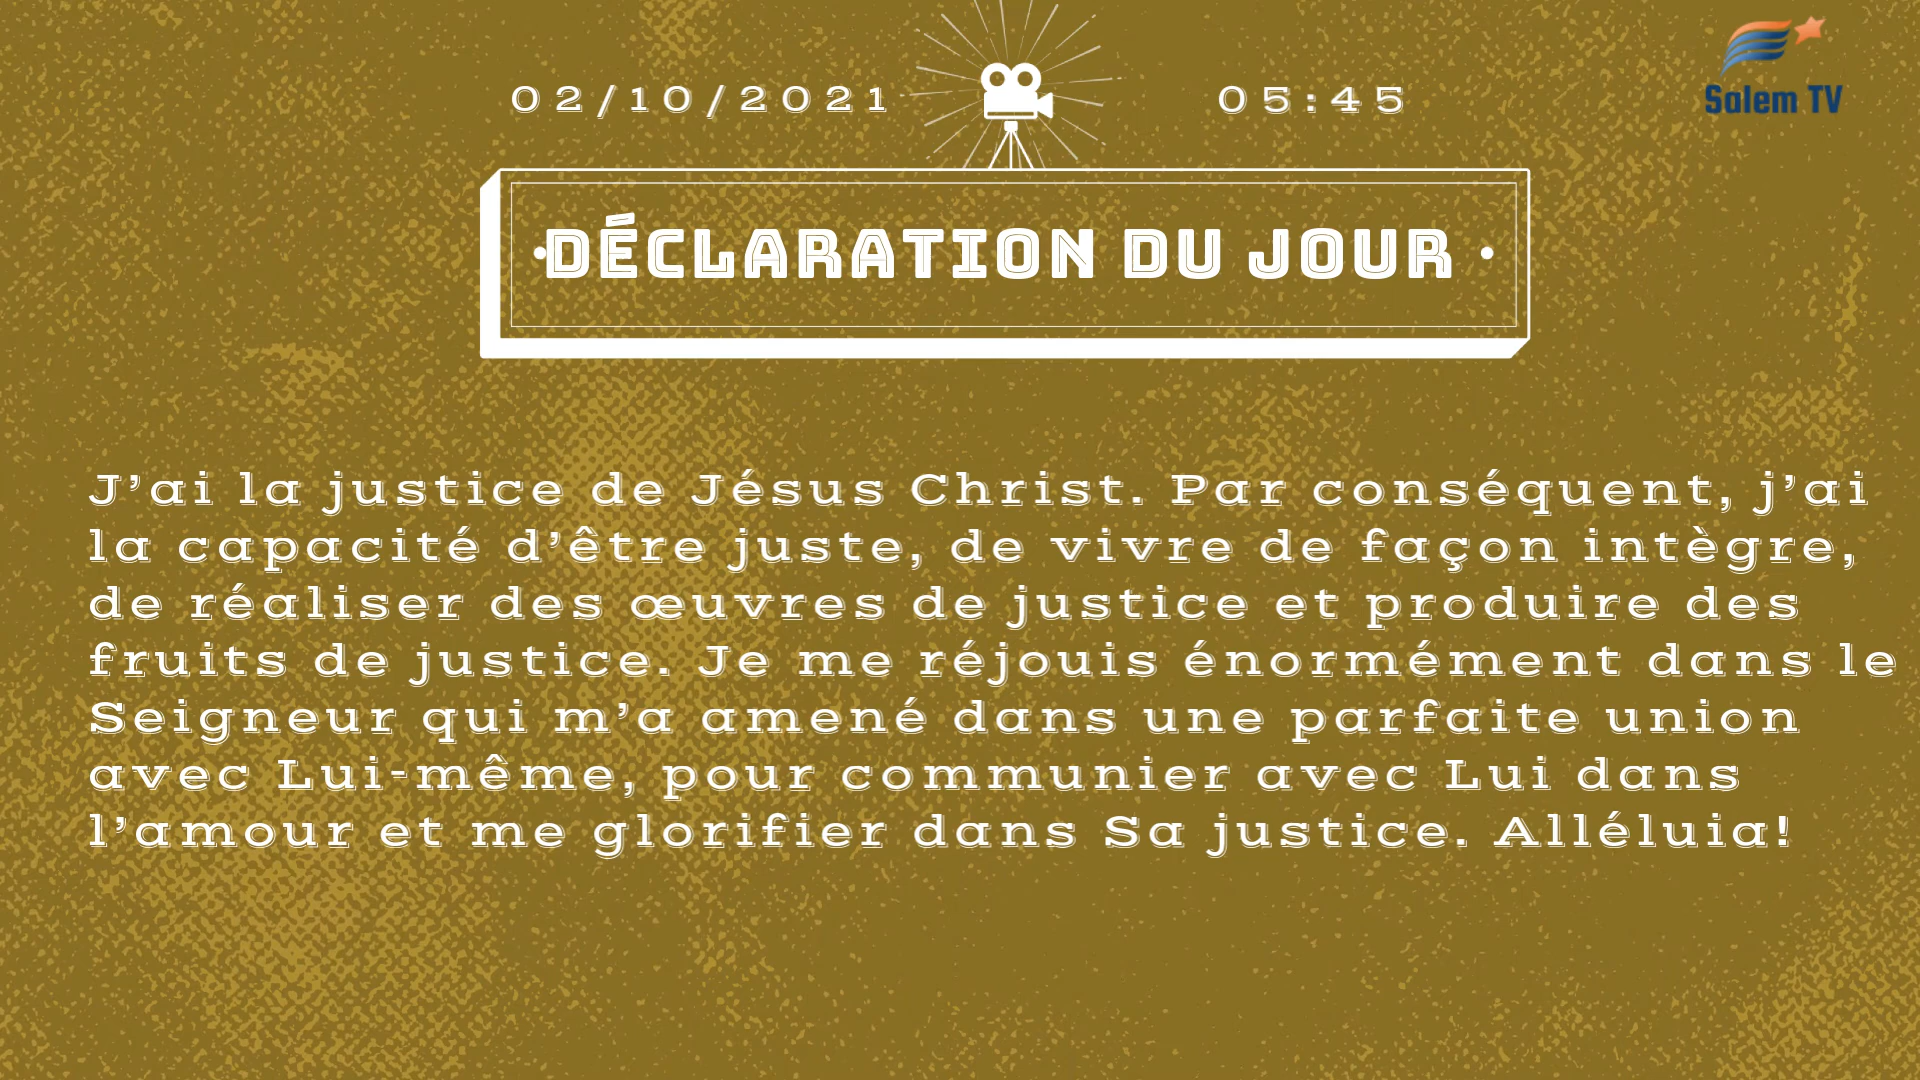 02/10/2021
05:45
Salem TV
•DÉCLARATION DU JOUR •
J’ai la justice de Jésus Christ. Par conséquent, j’ai
la capacité d’être juste, de vivre de façon intègre,
de réaliser des œuvres de justice et produire des
fruits de justice. Je me réjouis énormément dans le
Seigneur qui m’a amené dans une parfaite union
avec Lui-même, pour communier avec Lui dans
l’amour et me glorifier dans Sa justice. Alléluia!